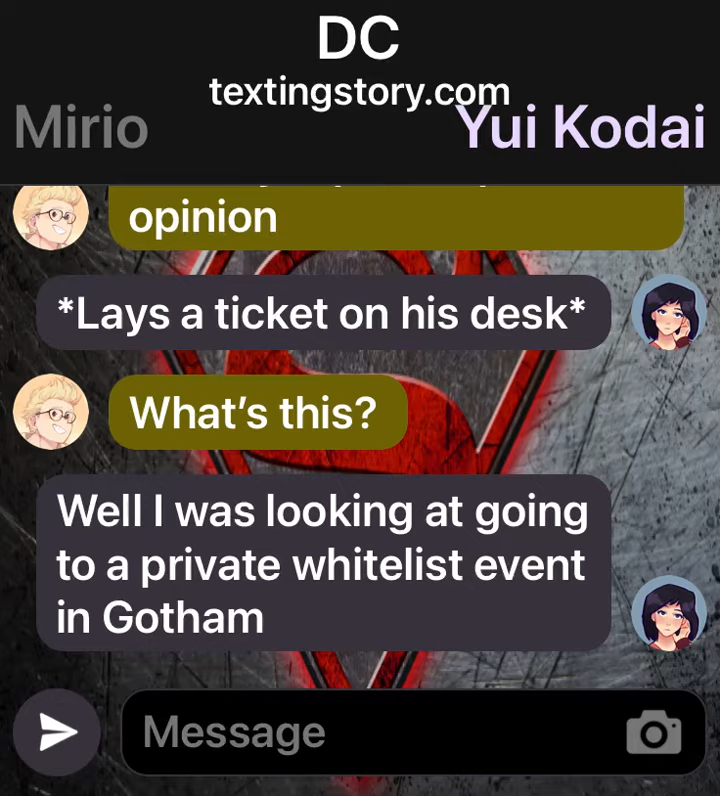 DC
textingstory.com
Mirio
Yui Kodai
opinion
*Lays a ticket on his desk*
What's this?
Well I was looking at going
to a private whitelist event
in Gotham
Message